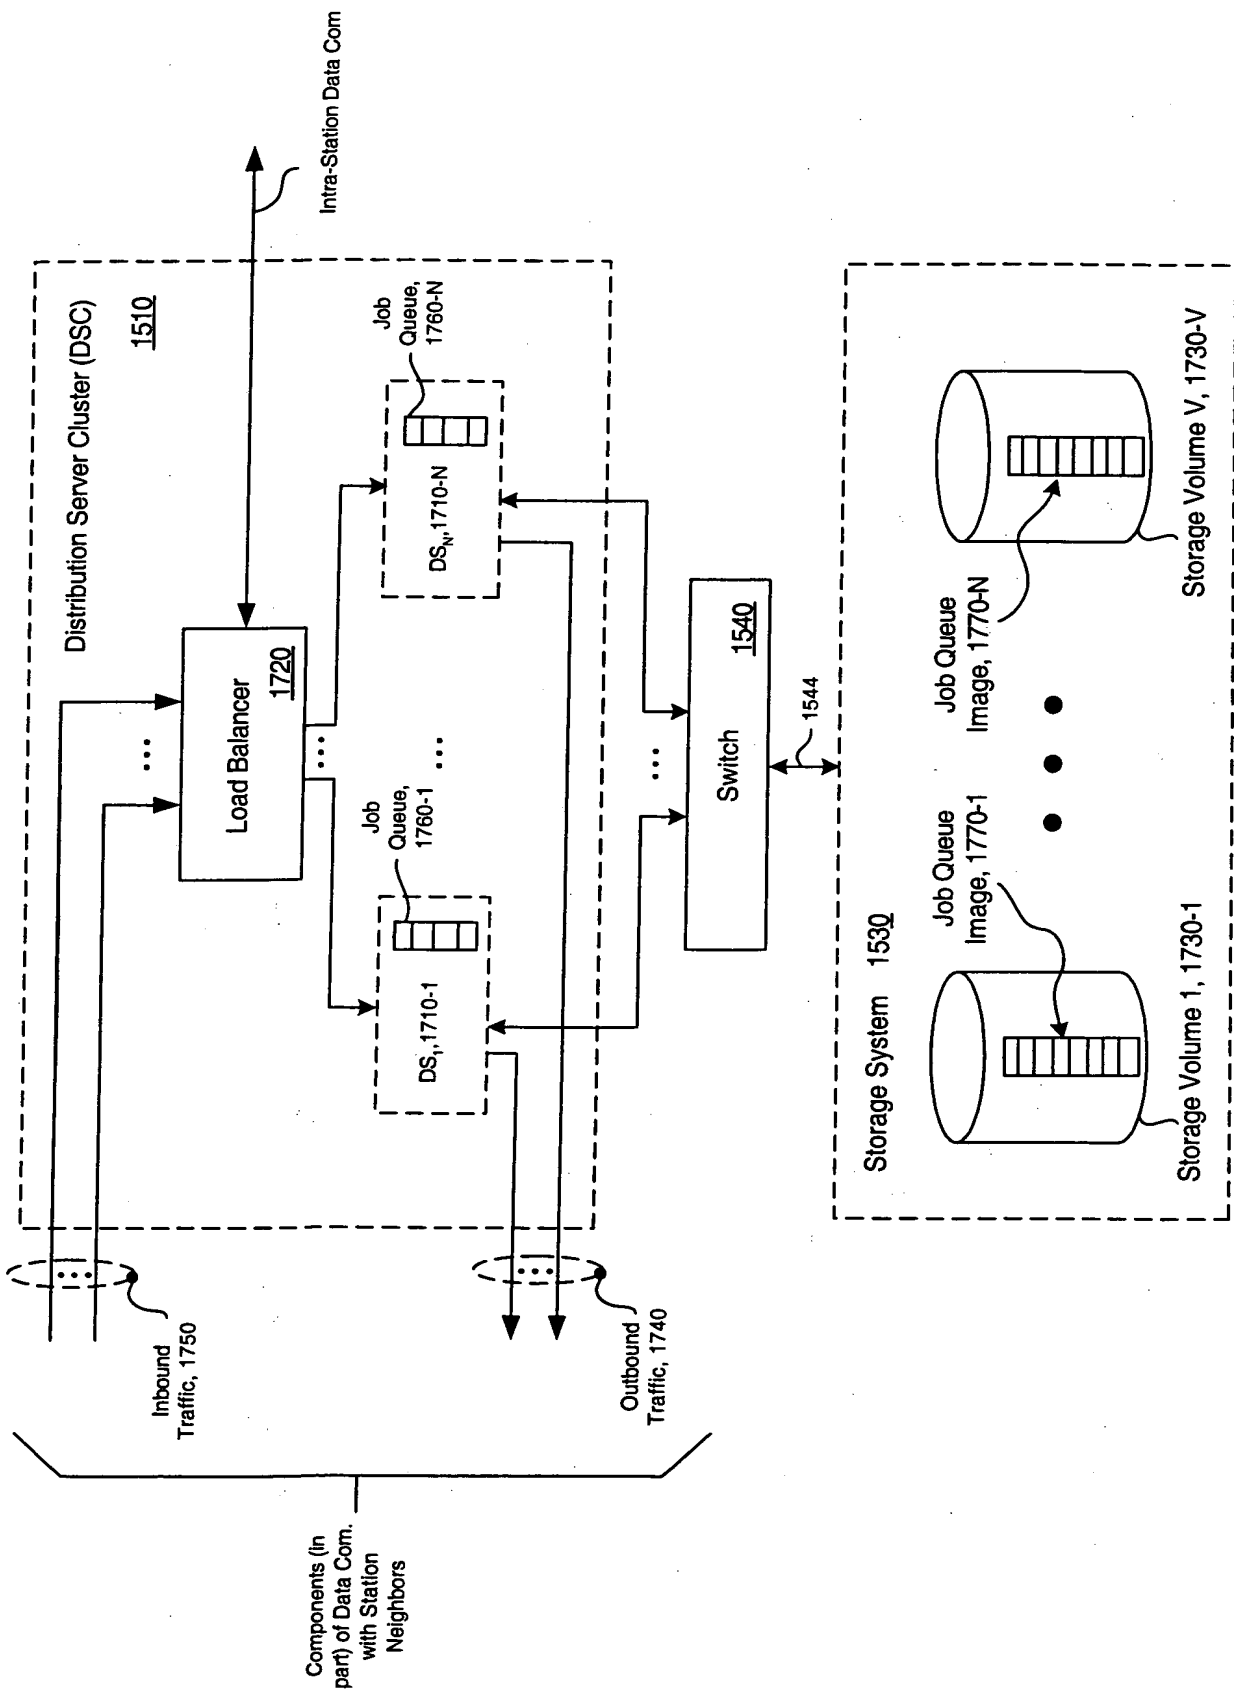 Distribution Server Cluster (DSC)
1510
Intra-Station Data Com
Load Balancer
1720
Job
Queue,
1760-1
Job
Queue,
1760-N
DS1, 1710-1
DSN, 1710-N
Inbound
Traffic, 1750
Outbound
Traffic, 1740
Components (in
part) of Data Com.
with Station
Neighbors
Switch
1540
1544
Storage System 1530
Job Queue
Image, 1770-1
Job Queue
Image, 1770-N
Storage Volume 1, 1730-1
Storage Volume V, 1730-V